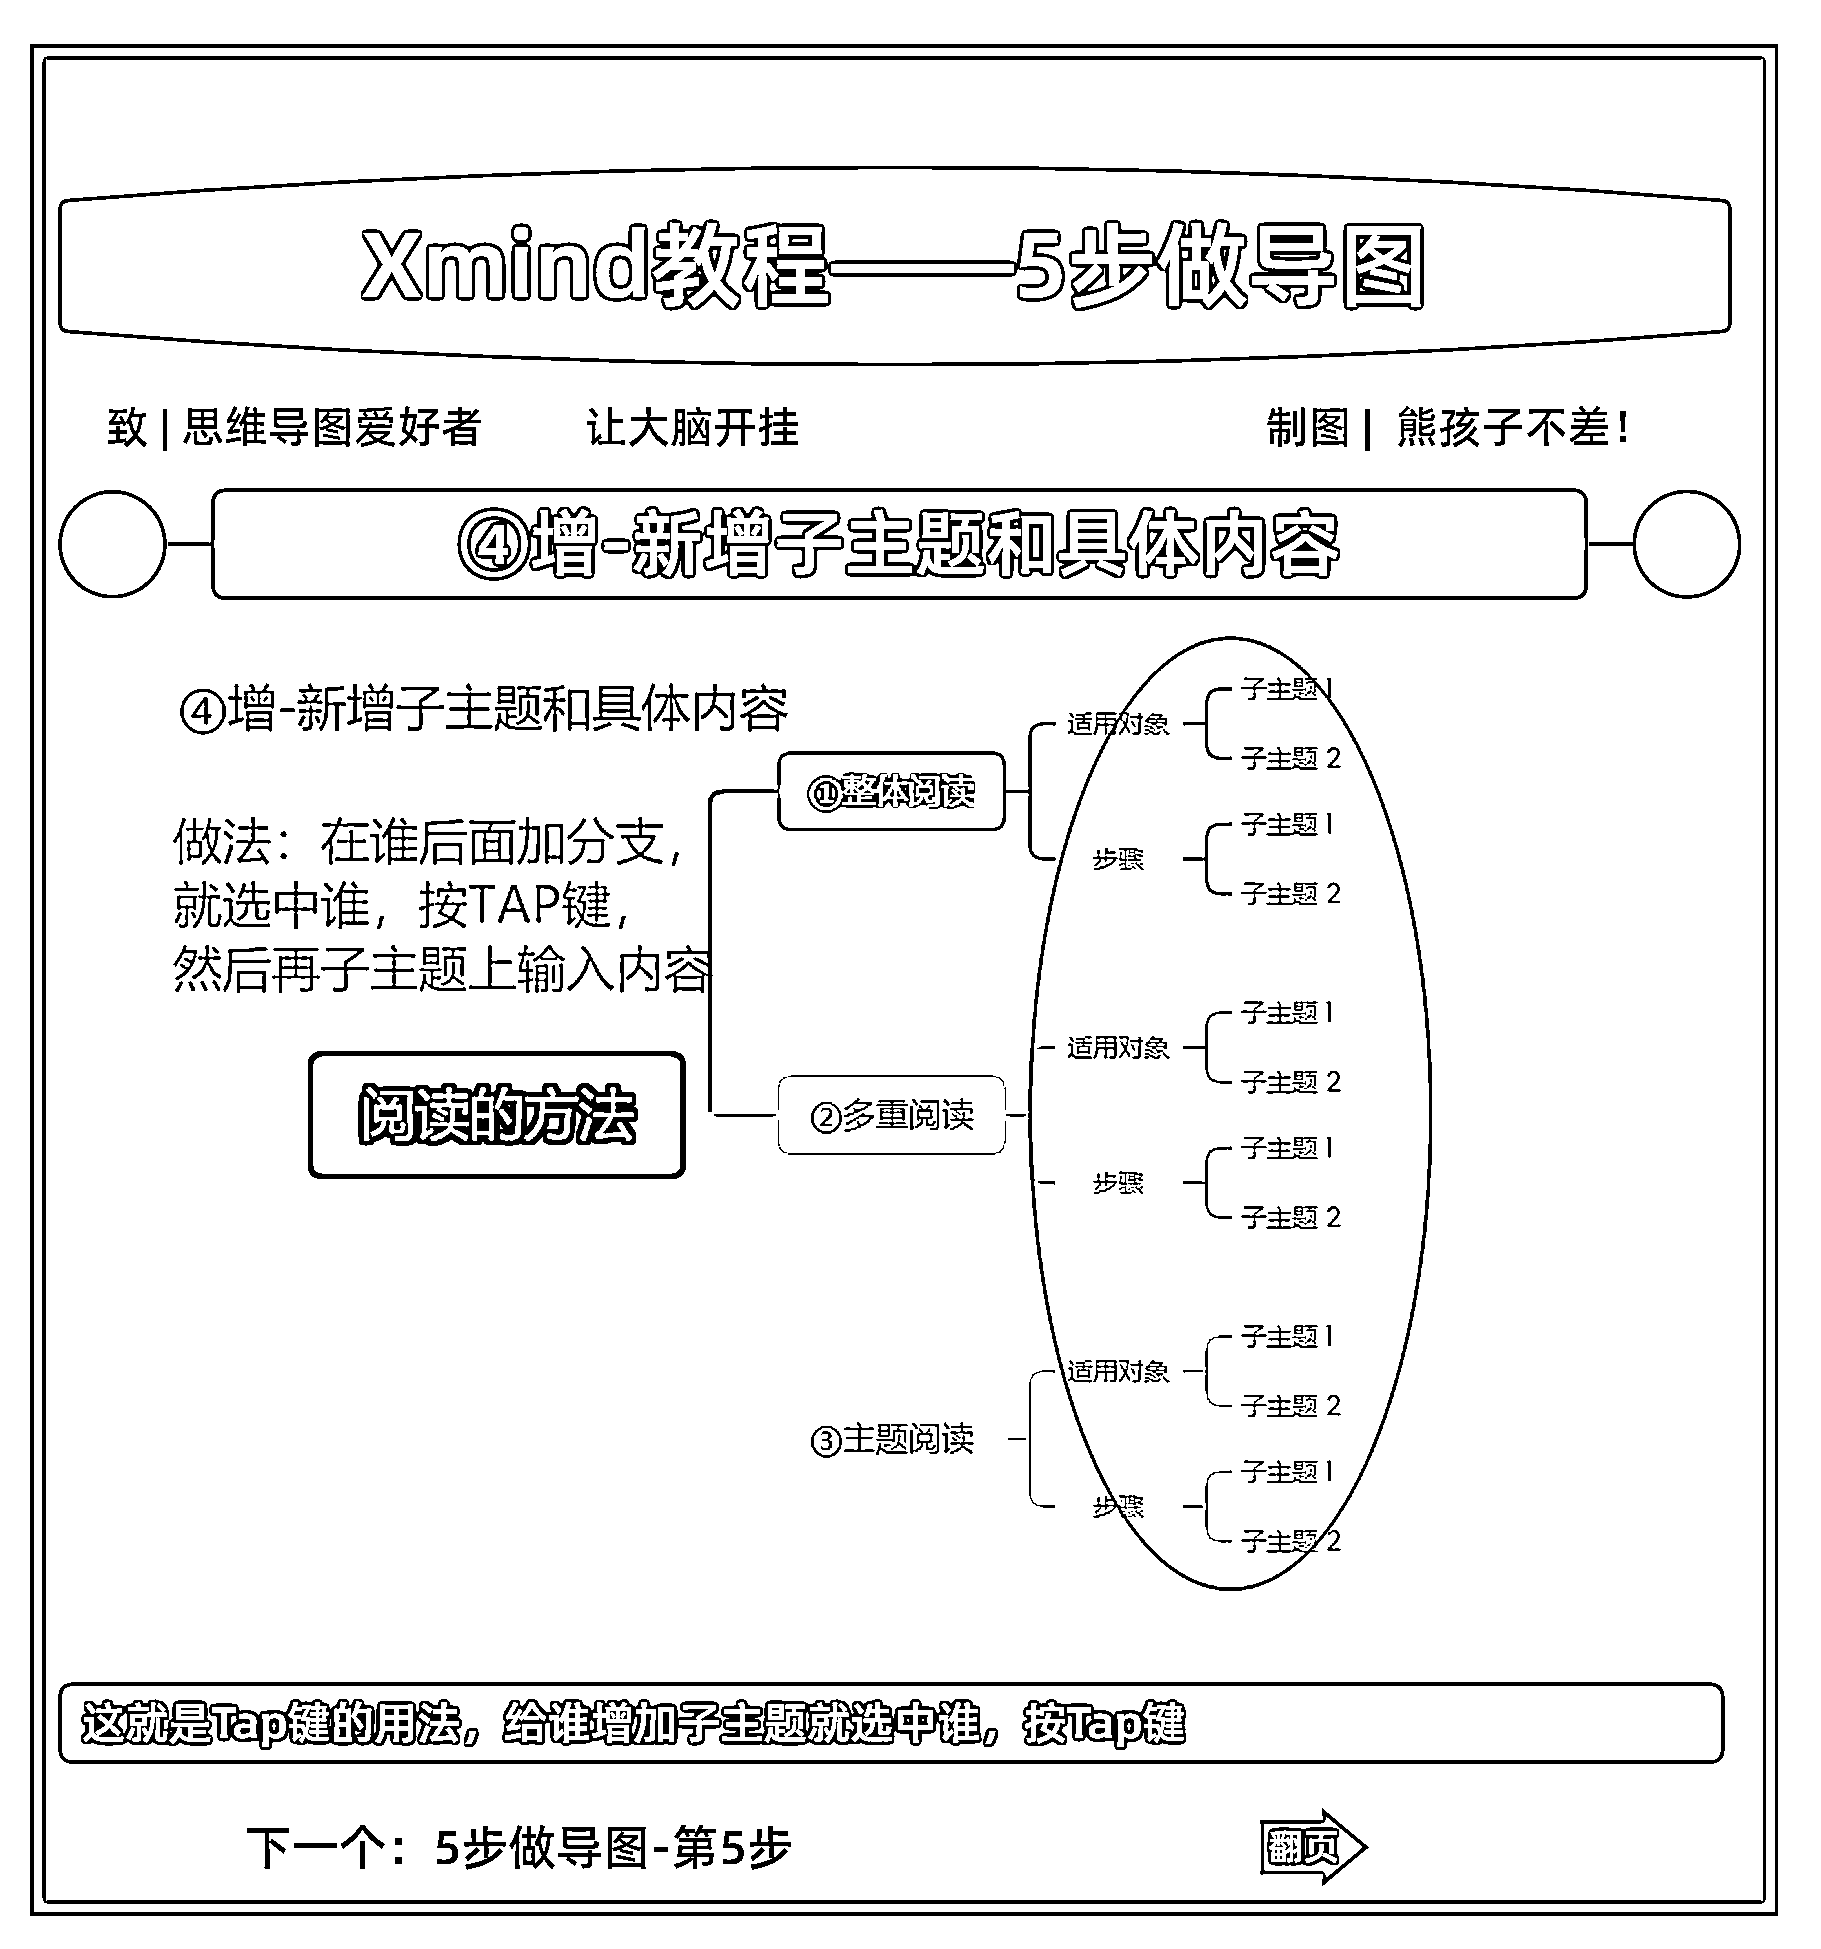 Xmind教程——5步做导图
致 | 思维导图爱好者 让大脑开挂 制图 | 熊孩子不差！
④增-新增子主题和具体内容
④增-新增子主题和具体内容
做法：在谁后面加分支，
就选中谁，按TAP键，
然后再子主题上输入内容
阅读的方法
①整体阅读
适用对象
子主题 1
子主题 2
步骤
子主题 1
子主题 2
②多重阅读
适用对象
子主题 1
子主题 2
步骤
子主题 1
子主题 2
③主题阅读
适用对象
子主题 1
子主题 2
步骤
子主题 1
子主题 2
这就是Tap键的用法，给谁增加子主题就选中谁，按Tap键
下一个：5步做导图-第5步
翻页